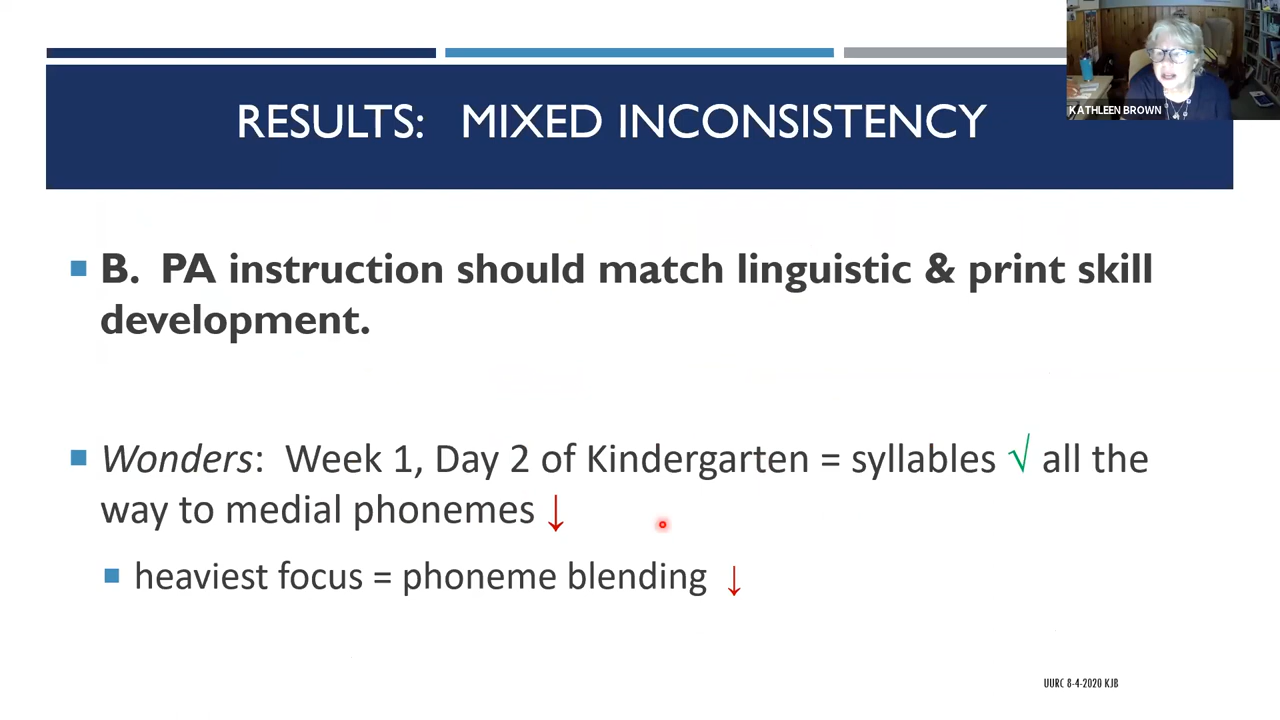 RESULTS: MIXED INCONSISTENCY
KATHLEEN BROWN
B. PA instruction should match linguistic & print skill
development.
Wonders: Week 1, Day 2 of Kindergarten = syllables √ all the
way to medial phonemes ↓
heaviest focus = phoneme blending ↓
UURC 8-4-2020 KJB